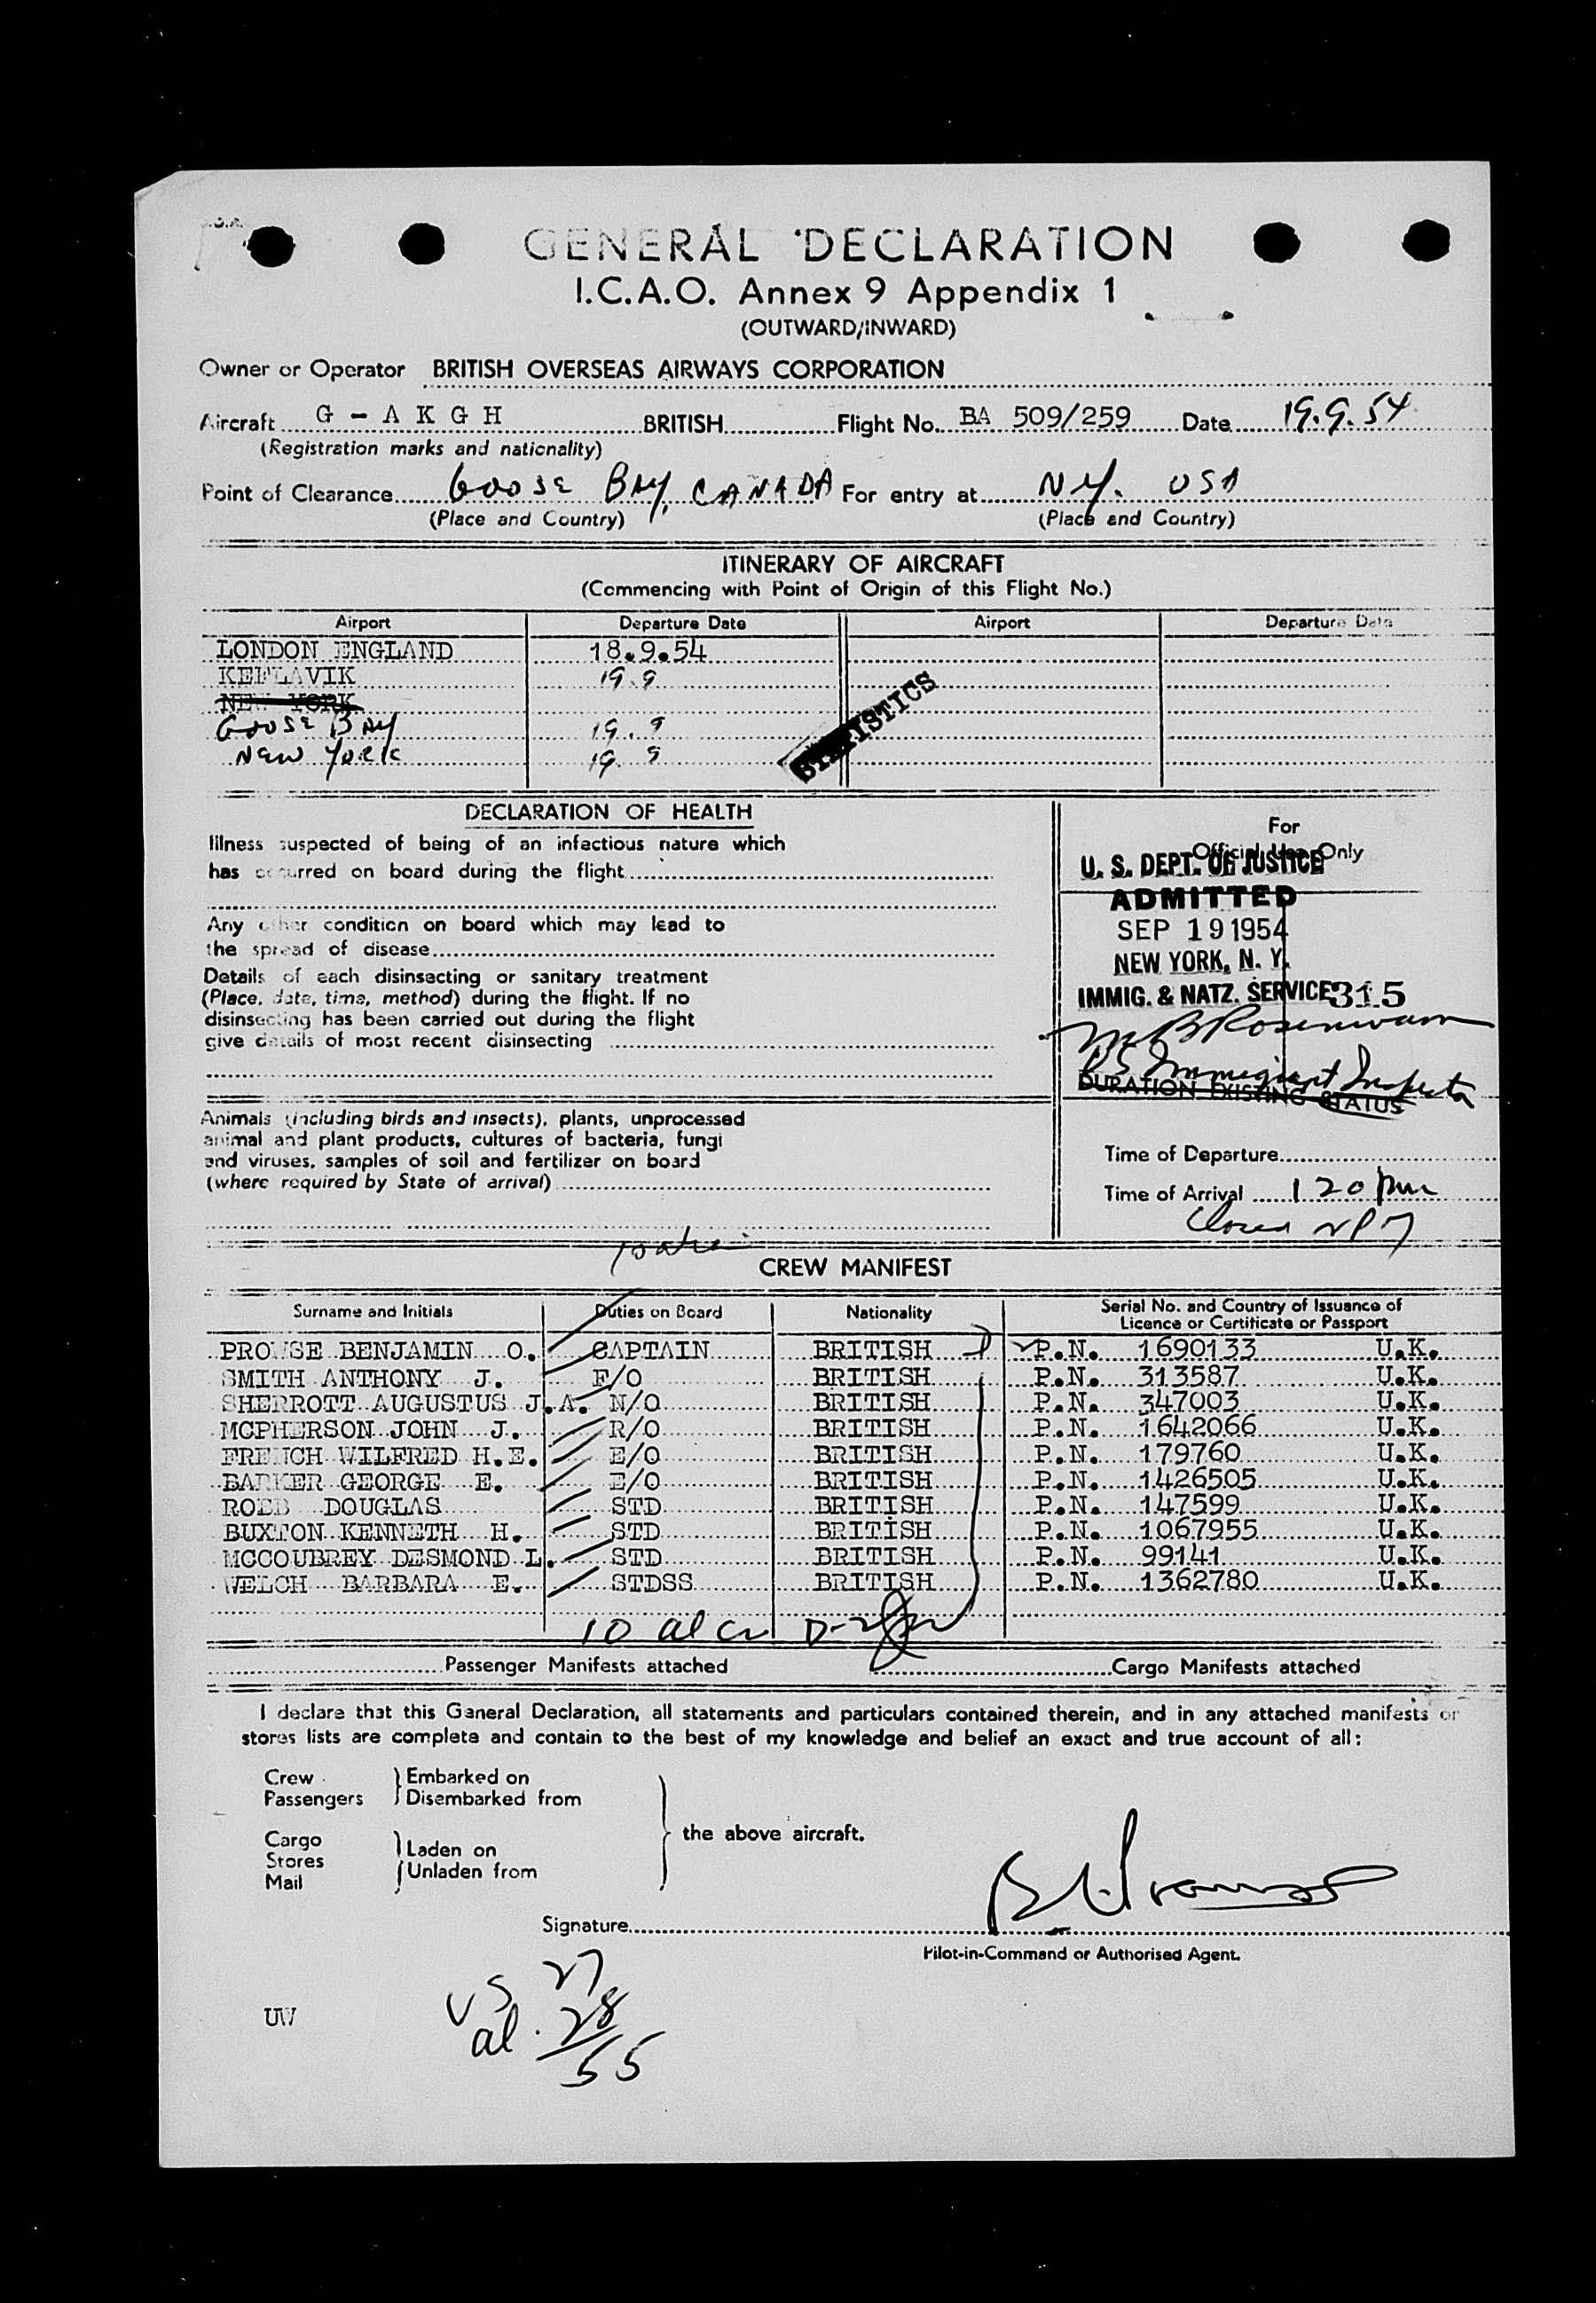 GENERAL DECLARATION
I.C.A.O. Annex 9 Appendix 1
(OUTWARD/INWARD)
Owner or Operator BRITISH OVERSEAS AIRWAYS CORPORATION
Aircraft G - A K G H BRITISH Flight No. BA 509/259 Date 19.9.54
(Registration marks and nationality)
Point of Clearance Goose Bay, CANADA For entry at NY. USA
(Place and Country) (Place and Country)
ITINERARY OF AIRCRAFT
(Commencing with Point of Origin of this Flight No.)
Airport Departure Date Airport Departure Date
LONDON ENGLAND 18.9.54
KEFLAVIK 19.9
NEW YORK
Goose Bay 19.9
New York 19.9
STATISTICS
DECLARATION OF HEALTH
Illness suspected of being of an infectious nature which
has occurred on board during the flight
Any other condition on board which may lead to
the spread of disease
Details of each disinsecting or sanitary treatment
(Place, date, time, method) during the flight. If no
disinsecting has been carried out during the flight
give details of most recent disinsecting
Animals (including birds and insects), plants, unprocessed
animal and plant products, cultures of bacteria, fungi
and viruses, samples of soil and fertilizer on board
(where required by State of arrival)
For
Official Use Only
U. S. DEPT. OF JUSTICE
ADMITTED
SEP 19 1954
NEW YORK, N. Y.
IMMIG. & NATZ. SERVICE 315
US Immigrant Inspector
DURATION EXISTING STATUS
Time of Departure
Time of Arrival 1 20 pm
CREW MANIFEST
Surname and Initials Duties on Board Nationality Serial No. and Country of Issuance of
Licence or Certificate or Passport
PROWSE BENJAMIN O. CAPTAIN BRITISH P.N. 1690133 U.K.
SMITH ANTHONY J. F/O BRITISH P.N. 313587 U.K.
SHERROTT AUGUSTUS J.A. N/O BRITISH P.N. 347003 U.K.
MCPHERSON JOHN J. R/O BRITISH P.N. 1642066 U.K.
FRENCH WILFRED H.E. E/O BRITISH P.N. 179760 U.K.
BARKER GEORGE E. E/O BRITISH P.N. 1426505 U.K.
ROBB DOUGLAS STD BRITISH P.N. 147599 U.K.
BUXTON KENNETH H. STD BRITISH P.N. 1067955 U.K.
MCCOUBREY DESMOND L. STD BRITISH P.N. 99141 U.K.
WELCH BARBARA E. STDSS BRITISH P.N. 1362780 U.K.
10 al
Passenger Manifests attached Cargo Manifests attached
I declare that this General Declaration, all statements and particulars contained therein, and in any attached manifests or
stores lists are complete and contain to the best of my knowledge and belief an exact and true account of all:
Crew
Passengers
Embarked on
Disembarked from
Cargo
Stores
Mail
Laden on
Unladen from
the above aircraft.
Signature
Pilot-in-Command or Authorised Agent.
UW
US 27
al. 28
55